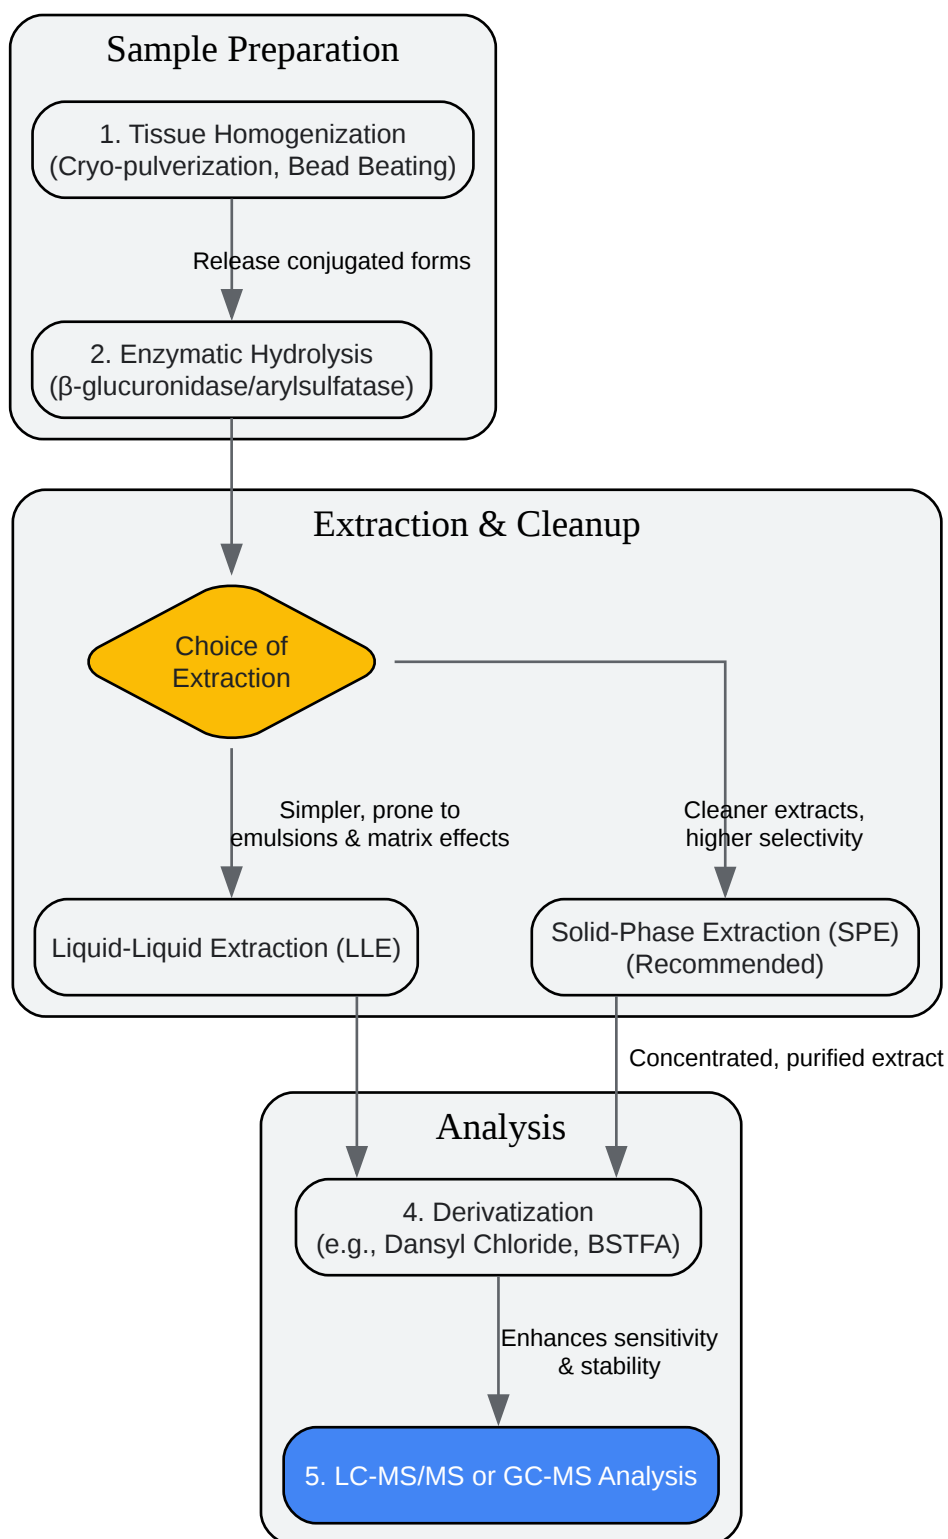 Sample Preparation
1. Tissue Homogenization
(Cryo-pulverization, Bead Beating)
Release conjugated forms
2. Enzymatic Hydrolysis
(β-glucuronidase/arylsulfatase)
Extraction & Cleanup
Choice of
Extraction
Simpler, prone to
emulsions & matrix effects
Cleaner extracts,
higher selectivity
Liquid-Liquid Extraction (LLE)
Solid-Phase Extraction (SPE)
(Recommended)
Concentrated, purified extract
Analysis
4. Derivatization
(e.g., Dansyl Chloride, BSTFA)
Enhances sensitivity
& stability
5. LC-MS/MS or GC-MS Analysis